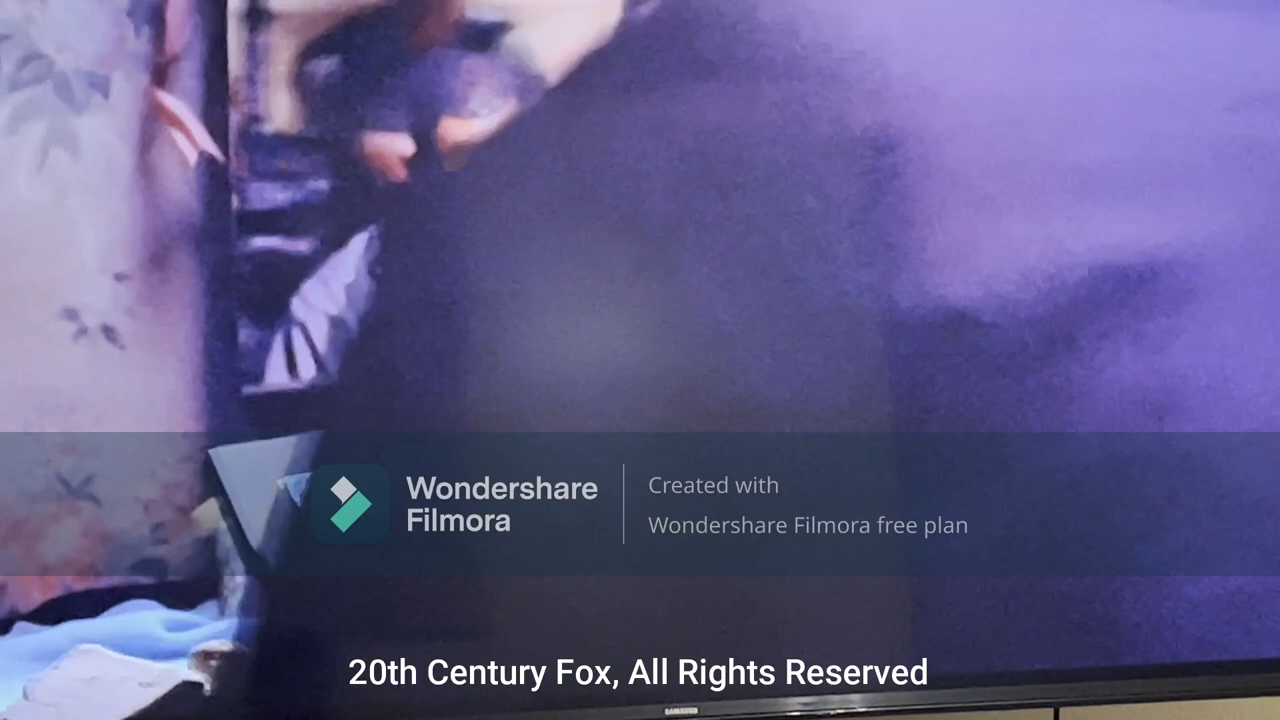 Wondershare
Filmora
Created with
Wondershare Filmora free plan
20th Century Fox, All Rights Reserved